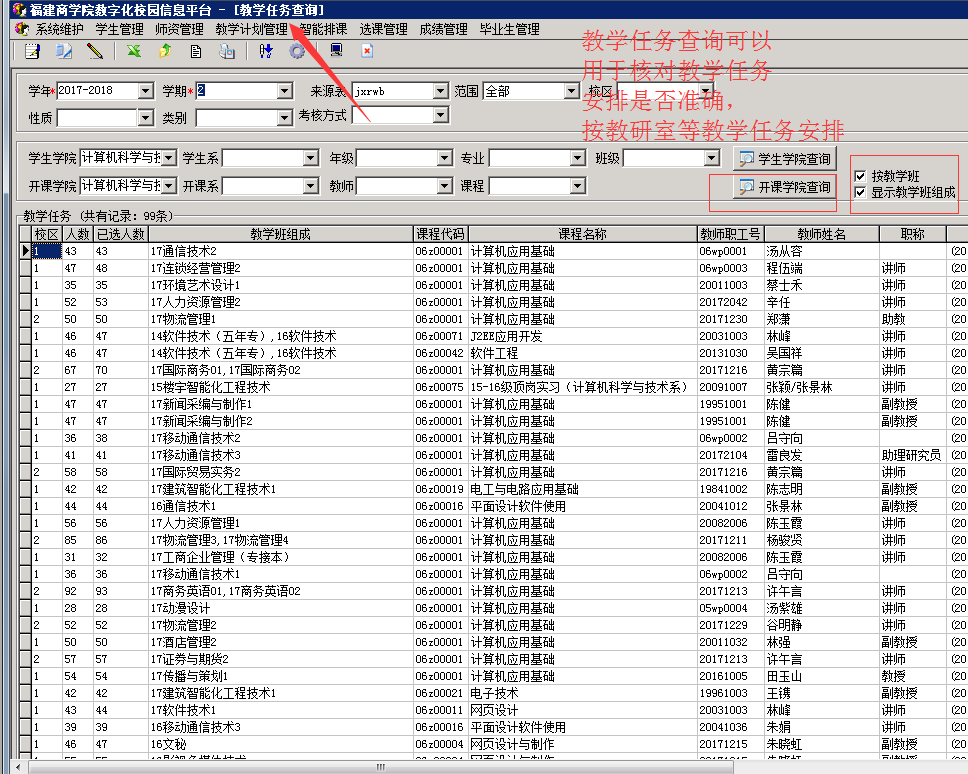 福建商学院数字化校园信息平台 - [教学任务查询]
系统维护 学生管理 师资管理 教学计划管理 智能排课 选课管理 成绩管理 毕业生管理
教学任务查询可以
用于核对教学任务
安排是否准确，
按教研室等教学任务安排
学年* 2017-2018 学期* 2 来源表 jxrwb 范围 全部 校区
性质 类别 考核方式
学生学院 计算机科学与技 学生系 年级 专业 班级 学生学院查询
开课学院 计算机科学与技 开课系 教师 课程 开课学院查询
按教学班
显示教学班组成
教学任务（共有记录：99条）
校区 人数 已选人数 教学班组成 课程代码 课程名称 教师职工号 教师姓名 职称
1 43 43 17通信技术2 06z00001 计算机应用基础 06wp0001 汤从容 (20
1 47 48 17连锁经营管理2 06z00001 计算机应用基础 06wp0003 程伍端 讲师 (20
1 35 35 17环境艺术设计1 06z00001 计算机应用基础 20011003 蔡士禾 讲师 (20
1 52 53 17人力资源管理2 06z00001 计算机应用基础 20172042 辛任 讲师 (20
2 50 50 17物流管理1 06z00001 计算机应用基础 20171230 郑潇 助教 (20
1 46 47 14软件技术（五年专）,16软件技术 06z00071 J2EE应用开发 20031003 林峰 讲师 (20
1 46 47 14软件技术（五年专）,16软件技术 06z00042 软件工程 20131030 吴国祥 讲师 (20
2 67 70 17国际商务01,17国际商务02 06z00001 计算机应用基础 20171216 黄宗篇 讲师 (20
1 27 27 15楼宇智能化工程技术 06z00075 15-16级顶岗实习（计算机科学与技术系） 20091007 张颖/张景林 讲师 (20
1 47 47 17新闻采编与制作1 06z00001 计算机应用基础 19951001 陈健 副教授 (20
1 47 47 17新闻采编与制作2 06z00001 计算机应用基础 19951001 陈健 副教授 (20
1 36 38 17移动通信技术2 06z00001 计算机应用基础 06wp0002 吕守向 (20
1 41 41 17移动通信技术3 06z00001 计算机应用基础 20172104 雷良发 助理研究员 (20
2 58 58 17国际贸易实务2 06z00001 计算机应用基础 20171216 黄宗篇 讲师 (20
1 42 42 17建筑智能化工程技术1 06z00019 电工与电路应用基础 19841002 陈志明 副教授 (20
1 44 44 16通信技术1 06z00016 平面设计软件使用 20041012 张景林 副教授 (20
1 56 56 17人力资源管理1 06z00001 计算机应用基础 20082006 陈玉霞 讲师 (20
2 85 86 17物流管理3,17物流管理4 06z00001 计算机应用基础 20171211 杨骏贤 讲师 (20
1 31 32 17工商企业管理（专接本） 06z00001 计算机应用基础 20082006 陈玉霞 讲师 (20
1 36 36 17移动通信技术1 06z00001 计算机应用基础 06wp0002 吕守向 (20
2 92 93 17商务英语01,17商务英语02 06z00001 计算机应用基础 20171213 许午言 讲师 (20
1 28 28 17动漫设计 06z00001 计算机应用基础 05wp0004 汤紫雄 讲师 (20
2 52 52 17物流管理2 06z00001 计算机应用基础 20171229 谷明静 讲师 (20
1 50 50 17酒店管理2 06z00001 计算机应用基础 20011032 林强 副教授 (20
2 57 57 17证券与期货2 06z00001 计算机应用基础 20171213 许午言 讲师 (20
1 54 54 17传播与策划1 06z00001 计算机应用基础 20161005 田玉山 教授 (20
1 42 42 17建筑智能化工程技术1 06z00021 电子技术 19961003 王镌 副教授 (20
1 43 44 17软件技术1 06z00011 网页设计 20031003 林峰 讲师 (20
1 39 39 16移动通信技术3 06z00016 平面设计软件使用 20041036 朱娟 讲师 (20
1 46 47 16文秘 06z00004 网页设计与制作 20171215 朱晓虹 副教授 (20